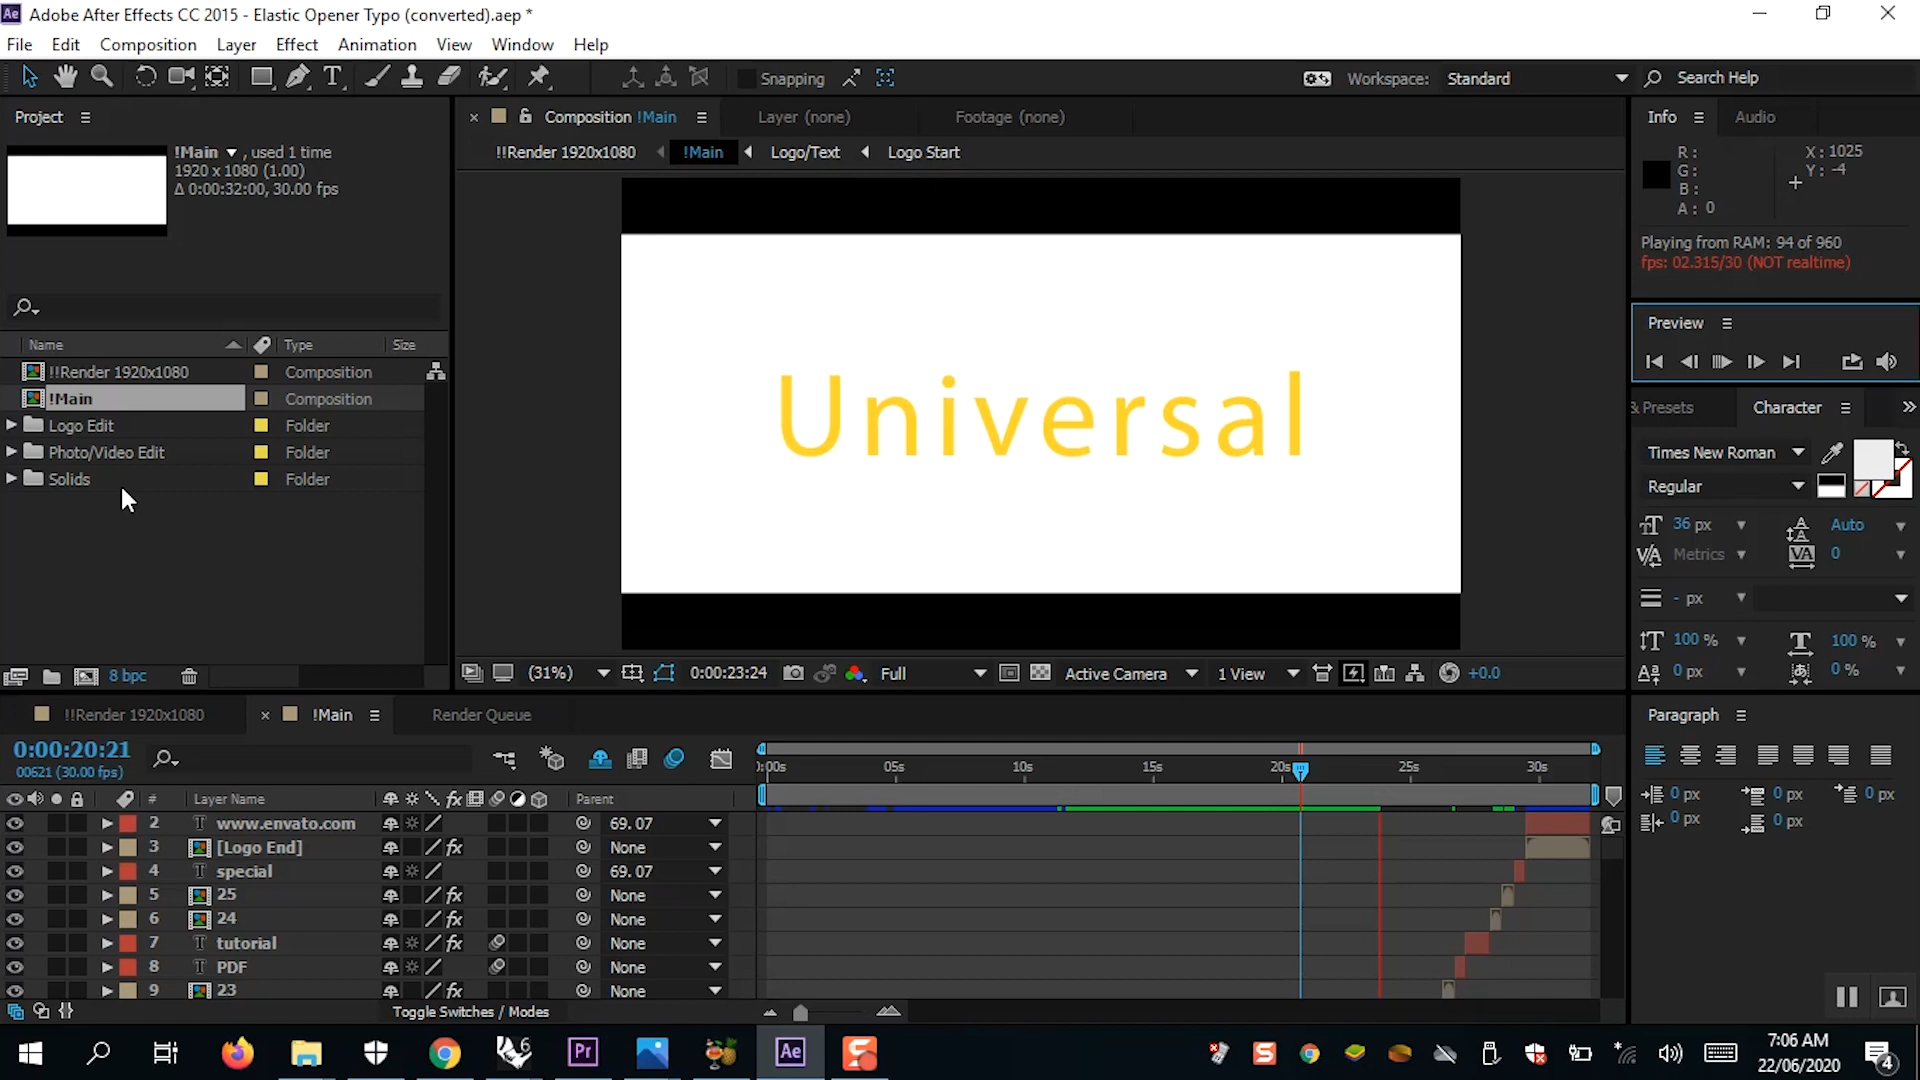 Adobe After Effects CC 2015 - Elastic Opener Typo (converted).aep *
File Edit Composition Layer Effect Animation View Window Help
Snapping
Workspace: Standard
Search Help
Project
!Main , used 1 time
1920 x 1080 (1.00)
Δ 0:00:32:00, 30.00 fps
Name Type Size
!!Render 1920x1080 Composition
!Main Composition
Logo Edit Folder
Photo/Video Edit Folder
Solids Folder
8 bpc
Composition !Main Layer (none) Footage (none)
!!Render 1920x1080 !Main Logo/Text Logo Start
Universal
(31%) 0:00:23:24 Full Active Camera 1 View +0.0
Info Audio
R: X: 1025
G: Y: -4
B:
A: 0
Playing from RAM: 94 of 960
fps: 02.315/30 (NOT realtime)
Preview
& Presets Character
Times New Roman
Regular
36 px Auto
Metrics 0
- px
100 % 100 %
0 px 0 %
Paragraph
0 px 0 px 0 px
0 px 0 px
!!Render 1920x1080 !Main Render Queue
0:00:20:21
00621 (30.00 fps)
:00s 05s 10s 15s 20s 25s 30s
# Layer Name Parent
2 T www.envato.com 69. 07
3 [Logo End] fx None
4 T special 69. 07
5 25 fx None
6 24 fx None
7 T tutorial fx None
8 T PDF None
9 23 fx None
Toggle Switches / Modes
6
Pr
Ae
7:06 AM
22/06/2020
4